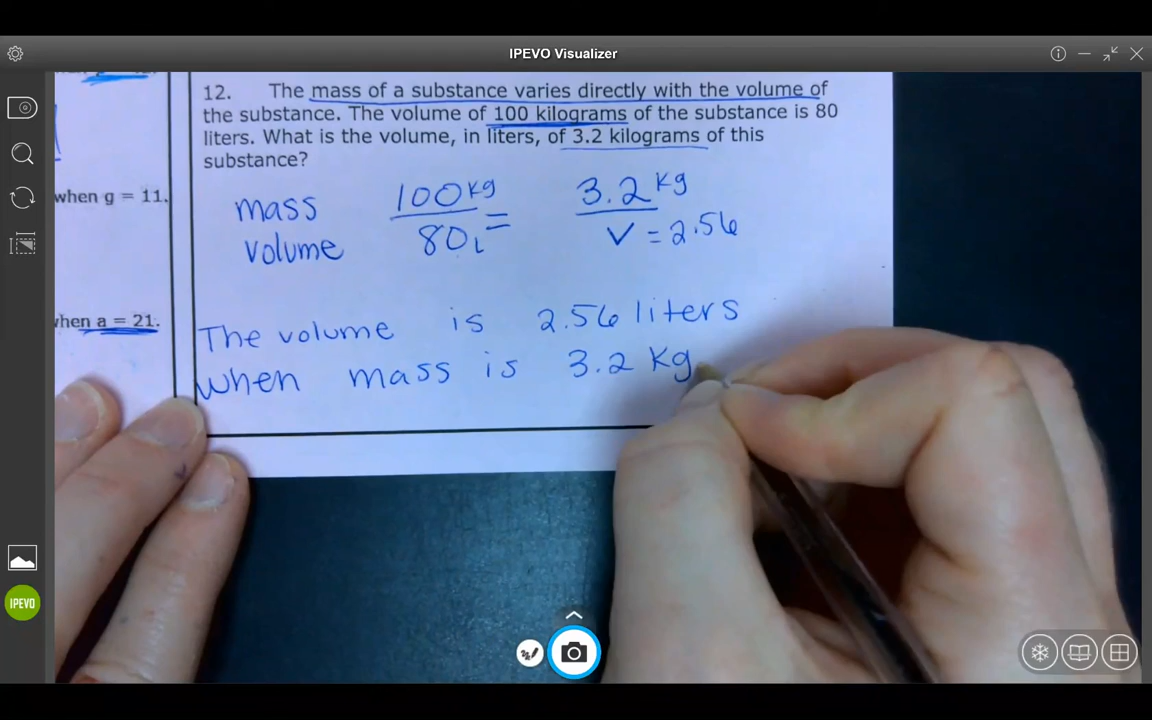 IPEVO Visualizer
12. The mass of a substance varies directly with the volume of
the substance. The volume of 100 kilograms of the substance is 80
liters. What is the volume, in liters, of 3.2 kilograms of this
substance?
when g = 11.
mass 100kg 3.2 kg
volume 80L = V = 2.56
when a = 21.
The volume is 2.56 liters
when mass is 3.2 kg
IPEVO